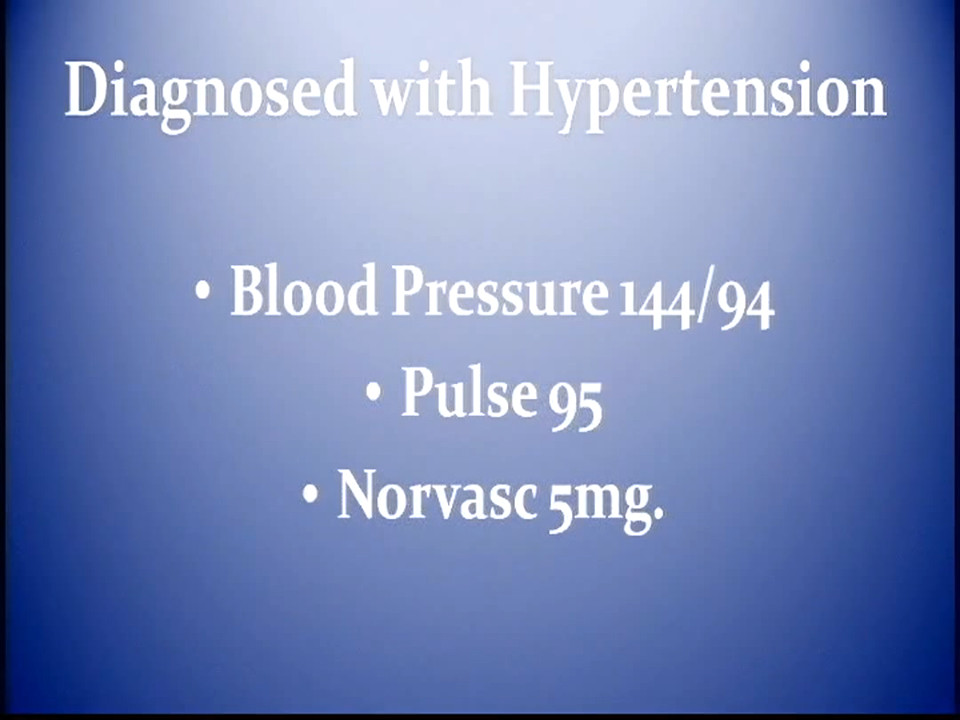 Diagnosed with Hypertension
• Blood Pressure 144/94
• Pulse 95
• Norvasc 5mg.